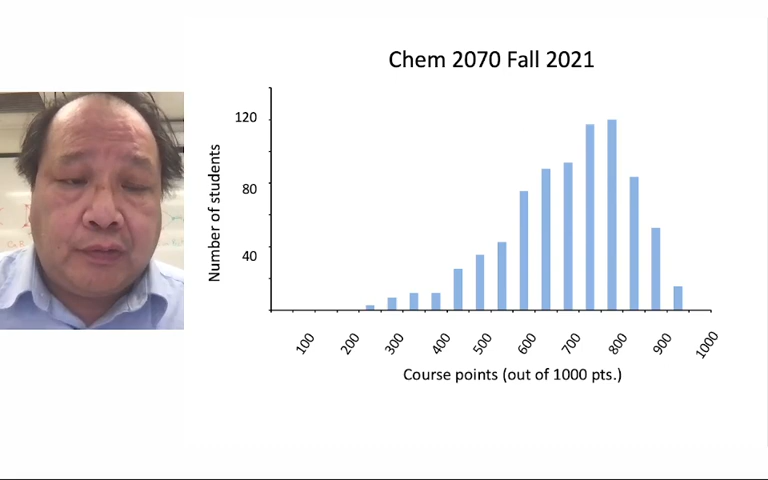 Chem 2070 Fall 2021
Number of students
120
80
40
100 200 300 400 500 600 700 800 900 1000
Course points (out of 1000 pts.)